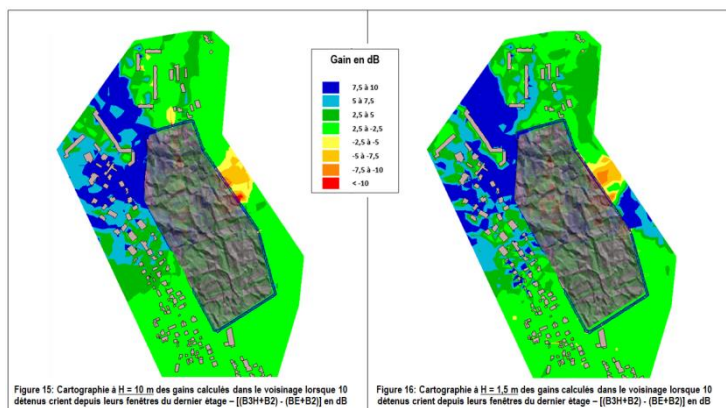 Gain en dB
7,5 à 10
5 à 7,5
2,5 à 5
2,5 à -2,5
-2,5 à -5
-5 à -7,5
-7,5 à -10
< -10
Figure 15: Cartographie à H = 10 m des gains calculés dans le voisinage lorsque 10
détenus crient depuis leurs fenêtres du dernier étage – [(B3H+B2) - (BE+B2)] en dB
Figure 16: Cartographie à H = 1,5 m des gains calculés dans le voisinage lorsque 10
détenus crient depuis leurs fenêtres du dernier étage – [(B3H+B2) - (BE+B2)] en dB